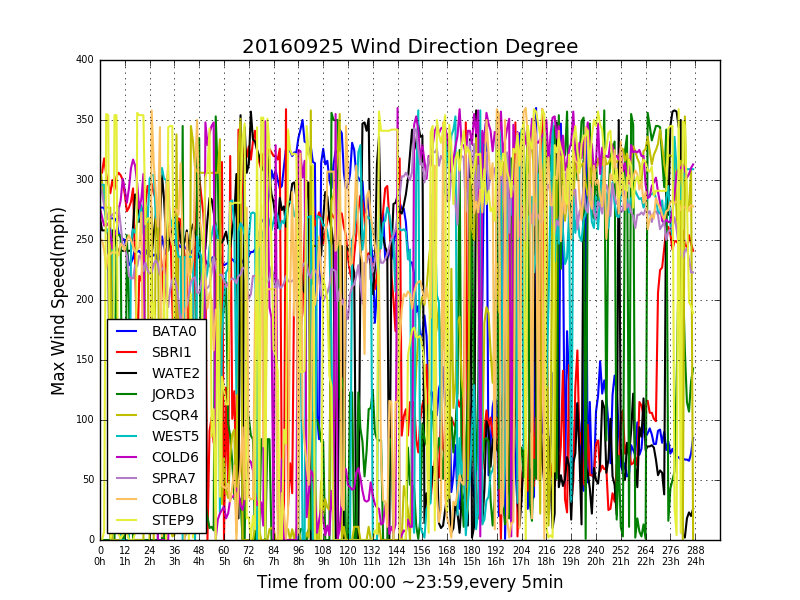 20160925 Wind Direction Degree
Max Wind Speed(mph)
400
350
300
250
200
150
100
50
0
BATA0
SBRI1
WATE2
JORD3
CSQR4
WEST5
COLD6
SPRA7
COBL8
STEP9
0 12 24 36 48 60 72 84 96 108 120 132 144 156 168 180 192 204 216 228 240 252 264 276 288
0h 1h 2h 3h 4h 5h 6h 7h 8h 9h 10h 11h 12h 13h 14h 15h 16h 17h 18h 19h 20h 21h 22h 23h 24h
Time from 00:00 ~23:59,every 5min